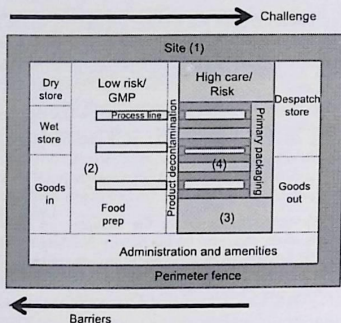 Challenge
Site (1)
Dry
store
Low risk/
GMP
High care/
Risk
Despatch
store
Process line
Wet
store
Product decontamination
Primary packaging
(2)
(4)
Goods
in
Goods
out
Food
prep
(3)
Administration and amenities
Perimeter fence
Barriers